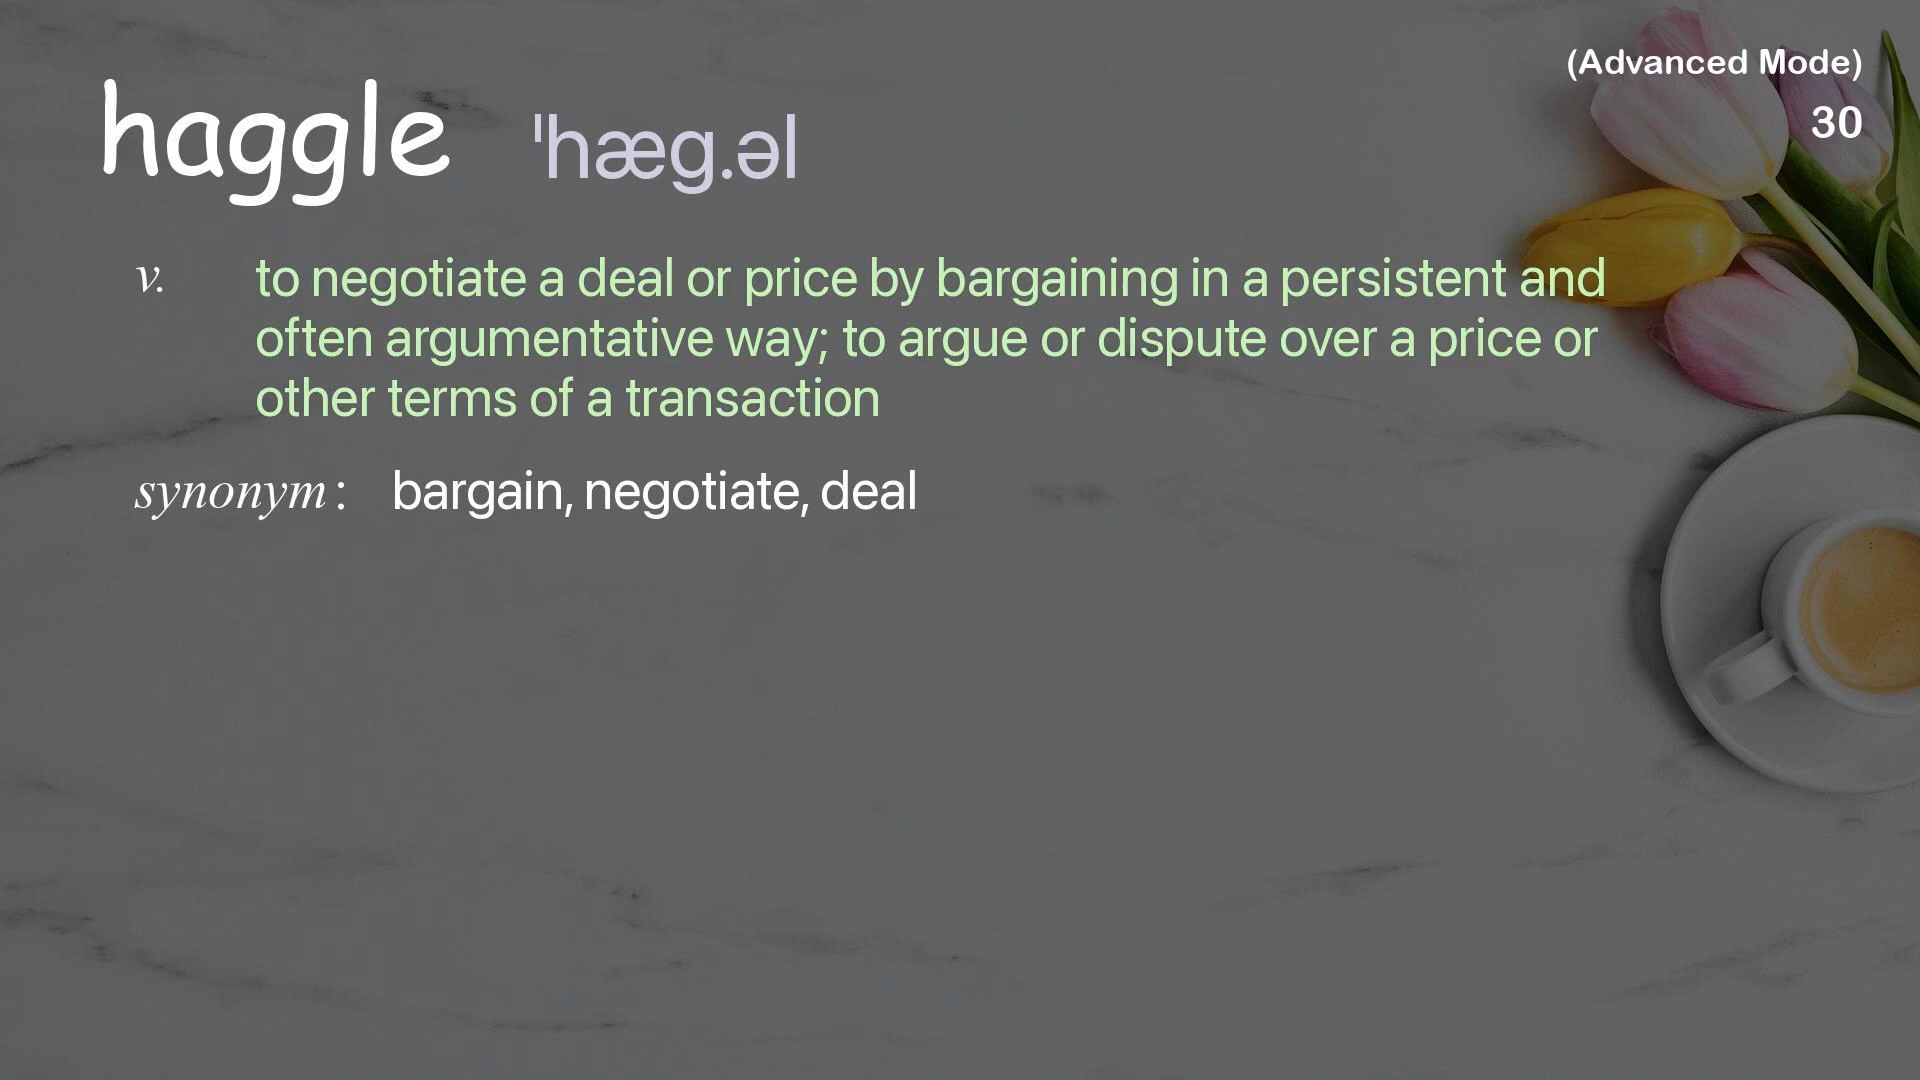 (Advanced Mode)
30
haggle ˈhæg.əl
v. to negotiate a deal or price by bargaining in a persistent and
often argumentative way; to argue or dispute over a price or
other terms of a transaction
synonym: bargain, negotiate, deal